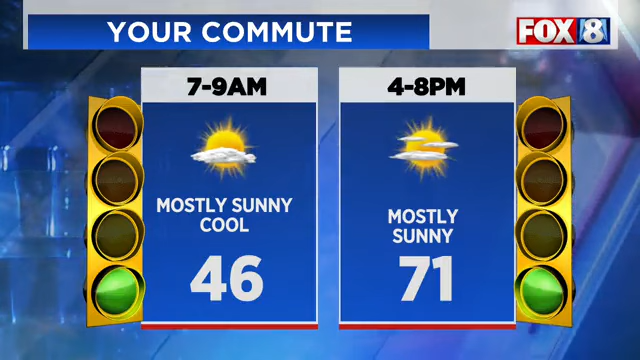 YOUR COMMUTE
FOX 8
7-9AM
MOSTLY SUNNY
COOL
46
4-8PM
MOSTLY
SUNNY
71